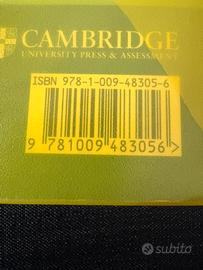 CAMBRIDGE
UNIVERSITY PRESS & ASSESSMENT
ISBN 978-1-009-48305-6
9 781009 483056 >
subito